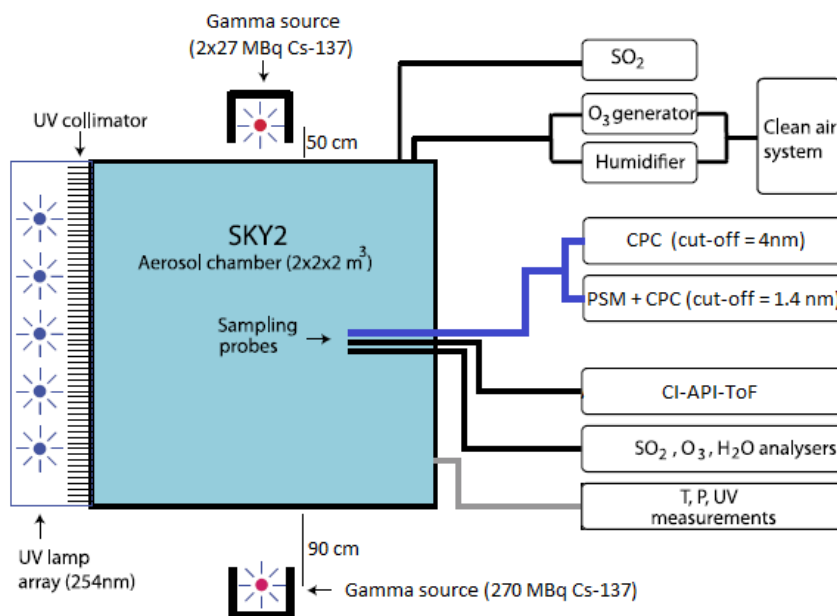 Gamma source
(2x27 MBq Cs-137)
UV collimator
50 cm
SO2
O3 generator
Humidifier
Clean air
system
SKY2
Aerosol chamber (2x2x2 m³)
CPC (cut-off = 4nm)
PSM + CPC (cut-off = 1.4 nm)
Sampling
probes
CI-API-ToF
SO2 , O3, H2O analysers
T, P, UV
measurements
UV lamp
array (254nm)
90 cm
Gamma source (270 MBq Cs-137)